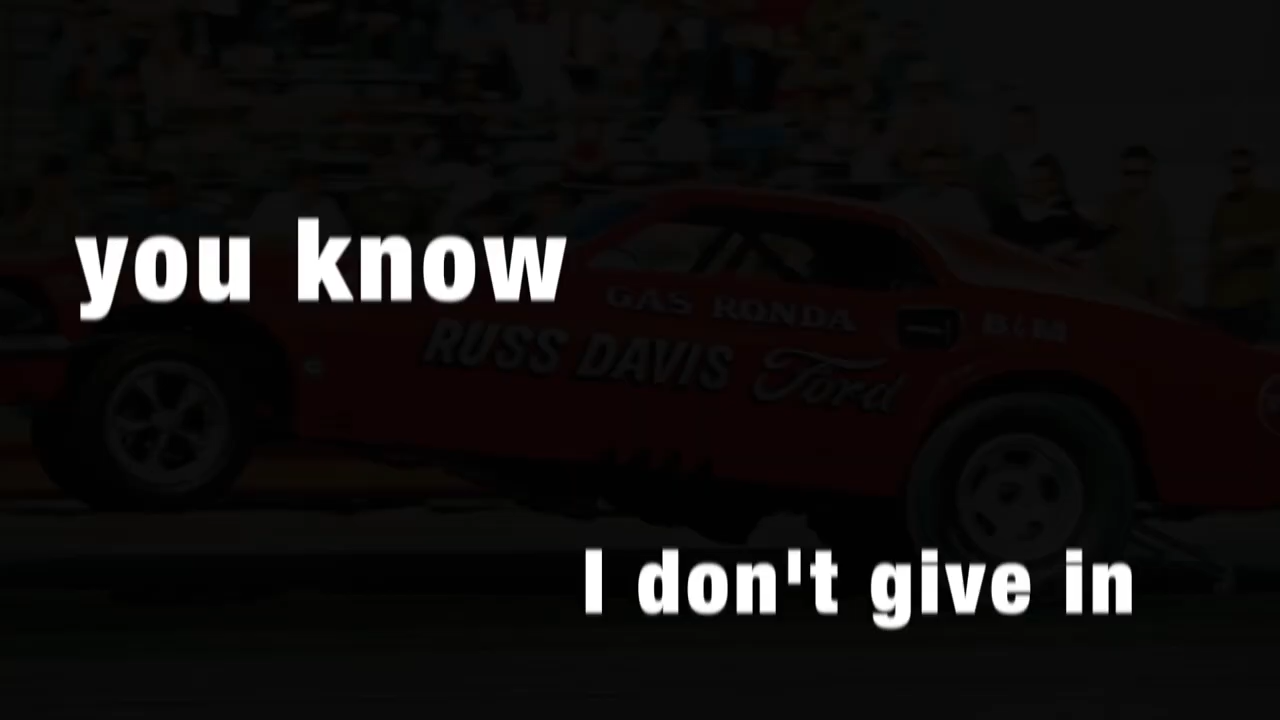 you know
GAS RONDA
RUSS DAVIS Ford
B&M
I don't give in